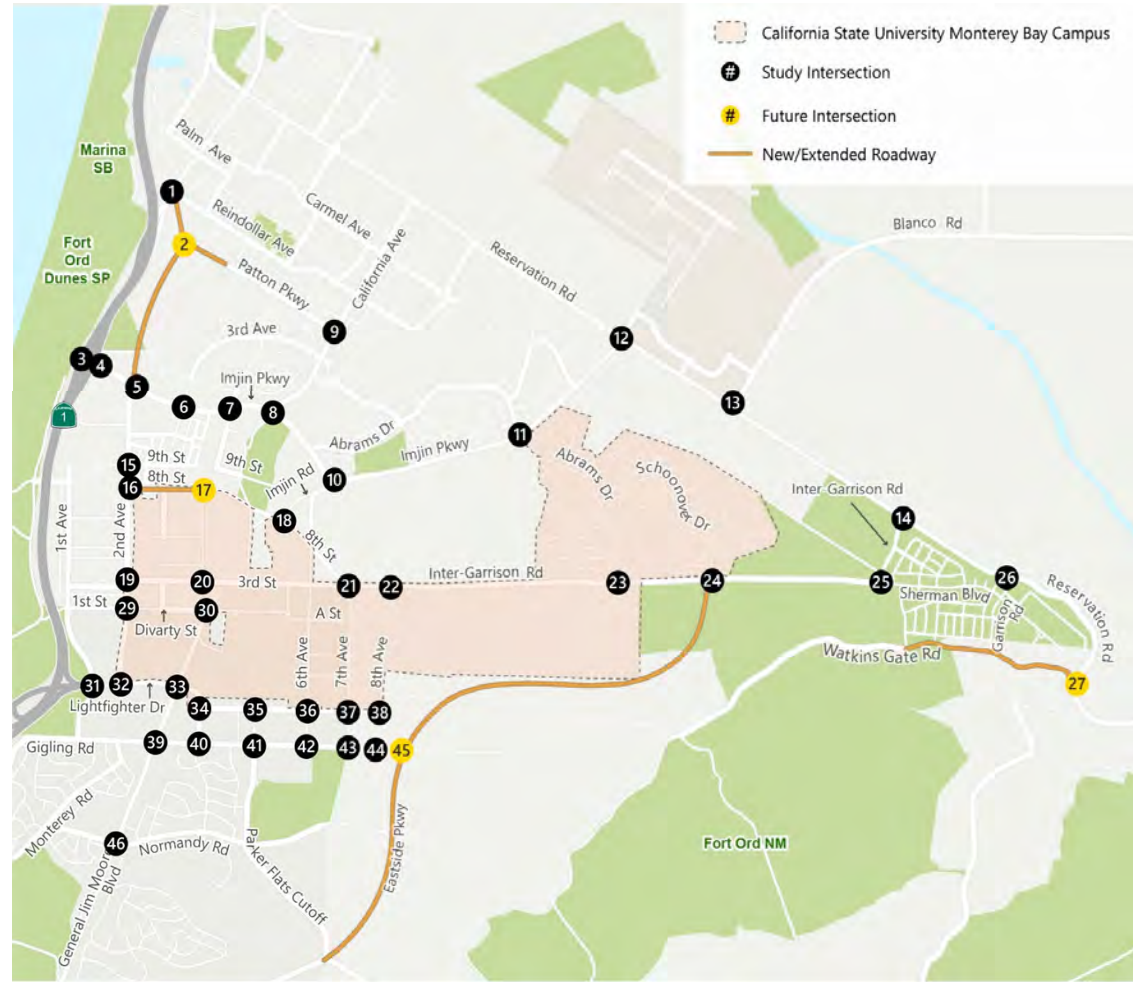 California State University Monterey Bay Campus
# Study Intersection
# Future Intersection
New/Extended Roadway
Palm Ave
Marina
SB
1
Reindollar Ave
Carmel Ave
California Ave
Reservation Rd
Blanco Rd
Fort
Ord
Dunes SP
2
Patton Pkwy
9
3rd Ave
12
3
4
5
Imjin Pkwy
6
7
8
13
1
Abrams Dr
Imjin Pkwy
11
Abrams Dr
Schoonover Dr
15
9th St
8th St
9th St
Imjin Rd
10
16
17
Inter-Garrison Rd
14
18
8th St
1st Ave
2nd Ave
19
20
3rd St
21
22
Inter-Garrison Rd
23
24
25
26
Sherman Blvd
Reservation Rd
1st St
29
30
A St
Divarty St
Garrison
Rd
6th Ave
7th Ave
8th Ave
Watkins Gate Rd
27
31
32
33
Lightfighter Dr
34
35
36
37
38
Gigling Rd
39
40
41
42
43
44
45
Monterey Rd
46
Normandy Rd
Parker Flats Cutoff
Eastside Pkwy
Fort Ord NM
General Jim Moore
Blvd